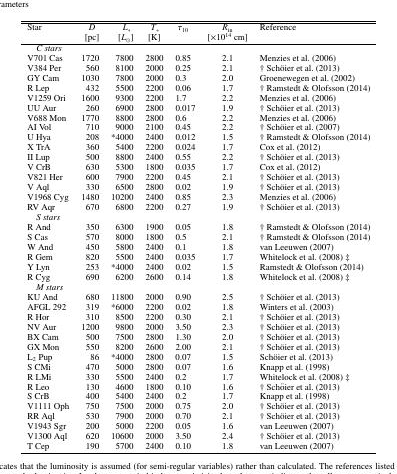 rameters
Star D L* T* τ10 Rin Reference
[pc] [L⊙] [K] [×10^14 cm]
C stars
V701 Cas 1720 7800 2800 0.85 2.1 Menzies et al. (2006)
V384 Per 560 8100 2000 0.25 2.1 † Schöier et al. (2013)
GY Cam 1030 7800 2200 0.3 2.0 Groenewegen et al. (2002)
R Lep 432 5500 2200 0.06 1.7 † Ramstedt & Olofsson (2014)
V1259 Ori 1600 9300 2200 1.7 2.2 Menzies et al. (2006)
UU Aur 260 6900 2800 0.017 1.9 † Schöier et al. (2013)
V688 Mon 1770 8800 2800 0.6 2.2 Menzies et al. (2006)
AI Vol 710 9000 2100 0.45 2.2 † Schöier et al. (2007)
U Hya 208 *4000 2400 0.012 1.5 † Ramstedt & Olofsson (2014)
X TrA 360 5400 2200 0.024 1.7 Cox et al. (2012)
II Lup 500 8800 2400 0.55 2.2 † Schöier et al. (2013)
V CrB 630 5300 1800 0.035 1.7 Cox et al. (2012)
V821 Her 600 7900 2200 0.45 2.1 † Schöier et al. (2013)
V Aql 330 6500 2800 0.02 1.9 † Schöier et al. (2013)
V1968 Cyg 1480 10200 2400 0.85 2.3 Menzies et al. (2006)
RV Aqr 670 6800 2200 0.27 1.9 † Schöier et al. (2013)
S stars
R And 350 6300 1900 0.05 1.8 † Ramstedt & Olofsson (2014)
S Cas 570 8000 1800 0.5 2.1 † Schöier et al. (2013)
W And 450 5800 2400 0.1 1.8 van Leeuwen (2007)
R Gem 820 5500 2400 0.035 1.7 Whitelock et al. (2008) ‡
Y Lyn 253 *4000 2400 0.02 1.5 Ramstedt & Olofsson (2014)
R Cyg 690 6200 2600 0.14 1.8 Whitelock et al. (2008) ‡
M stars
KU And 680 11800 2000 0.90 2.5 † Schöier et al. (2013)
AFGL 292 319 *6000 2200 0.02 1.8 Winters et al. (2003)
R Hor 310 8500 2200 0.30 2.1 † Schöier et al. (2013)
NV Aur 1200 9800 2000 3.50 2.3 † Schöier et al. (2013)
BX Cam 500 7500 2800 1.30 2.0 † Schöier et al. (2013)
GX Mon 550 8200 2600 2.00 2.1 † Schöier et al. (2013)
L2 Pup 86 *4000 2800 0.07 1.5 Schöier et al. (2013)
S CMi 470 5000 2800 0.07 1.6 Knapp et al. (1998)
R LMi 330 5500 2400 0.2 1.7 Whitelock et al. (2008) ‡
R Leo 130 4600 1800 0.10 1.6 † Schöier et al. (2013)
S CrB 400 5400 2400 0.2 1.7 Knapp et al. (1998)
V1111 Oph 750 7500 2000 0.75 2.0 † Schöier et al. (2013)
RR Aql 530 7900 2000 0.70 2.1 † Schöier et al. (2013)
V1943 Sgr 200 5000 2200 0.05 1.6 van Leeuwen (2007)
V1300 Aql 620 10600 2000 3.50 2.4 † Schöier et al. (2013)
T Cep 190 5700 2400 0.10 1.8 van Leeuwen (2007)
cates that the luminosity is assumed (for semi-regular variables) rather than calculated. The references listed